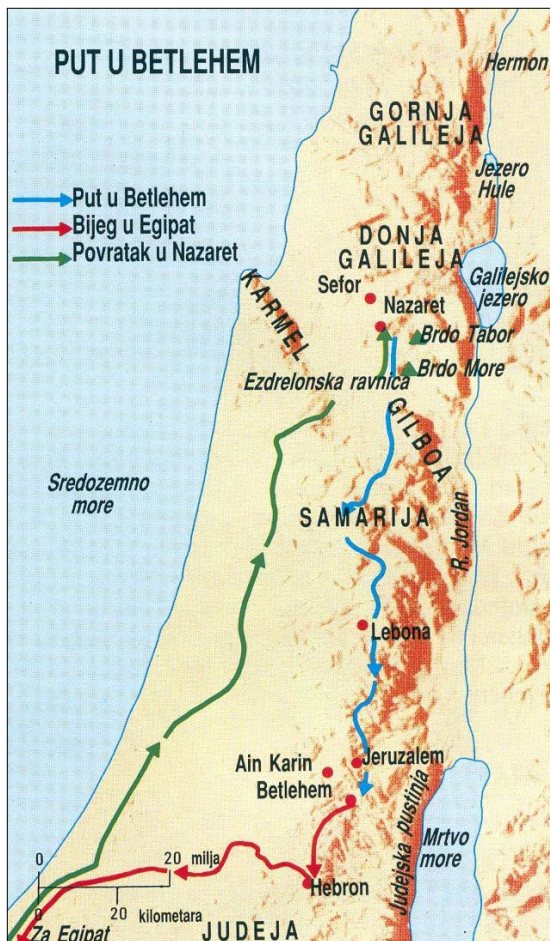 PUT U BETLEHEM
Hermon
GORNJA
GALILEJA
Jezero
Hule
Put u Betlehem
Bijeg u Egipat
Povratak u Nazaret
DONJA
GALILEJA
Sefor
Galilejsko
jezero
KARMEL
Nazaret
Brdo Tabor
Brdo More
Ezdrelonska ravnica
GILBOA
Sredozemno
more
SAMARIJA
R. Jordan
Lebona
Jeruzalem
Ain Karin
Betlehem
Judejska pustinja
Mrtvo
more
0 milja 20
Hebron
20
kilometara
Za Egipat
JUDEJA